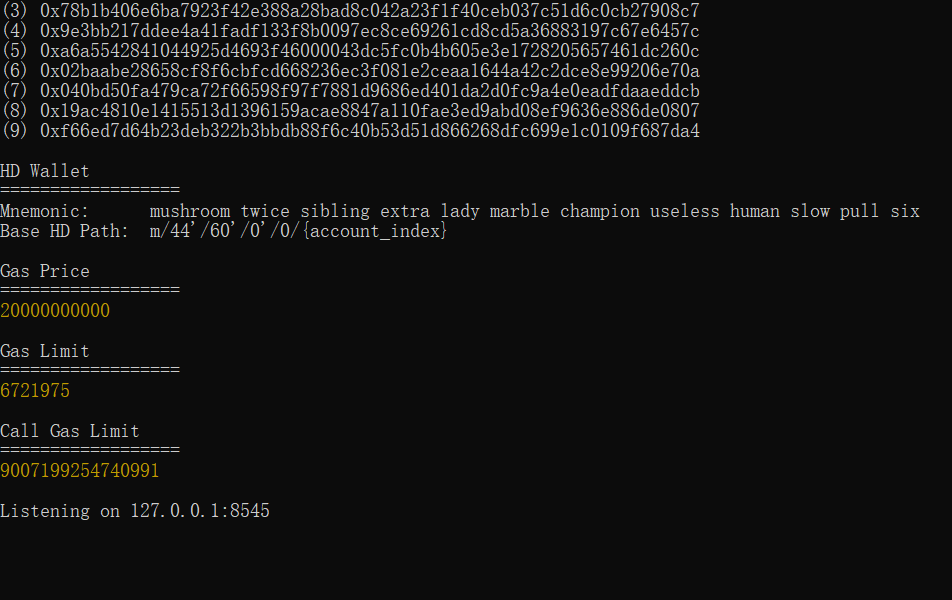 (3) 0x78b1b406e6ba7923f42e388a28bad8c042a23f1f40ceb037c51d6c0cb27908c7
(4) 0x9e3bb217ddee4a41fadf133f8b0097ec8ce69261cd8cd5a36883197c67e6457c
(5) 0xa6a5542841044925d4693f46000043dc5fc0b4b605e3e1728205657461dc260c
(6) 0x02baabe28658cf8f6cbfcd668236ec3f081e2ceaa1644a42c2dce8e99206e70a
(7) 0x040bd50fa479ca72f66598f97f7881d9686ed401da2d0fc9a4e0eadfdaaeddcb
(8) 0x19ac4810e1415513d1396159acae8847a110fae3ed9abd08ef9636e886de0807
(9) 0xf66ed7d64b23deb322b3bbdb88f6c40b53d51d866268dfc699e1c0109f687da4
HD Wallet
==================
Mnemonic:      mushroom twice sibling extra lady marble champion useless human slow pull six
Base HD Path:  m/44'/60'/0'/0/{account_index}
Gas Price
==================
20000000000
Gas Limit
==================
6721975
Call Gas Limit
==================
9007199254740991
Listening on 127.0.0.1:8545